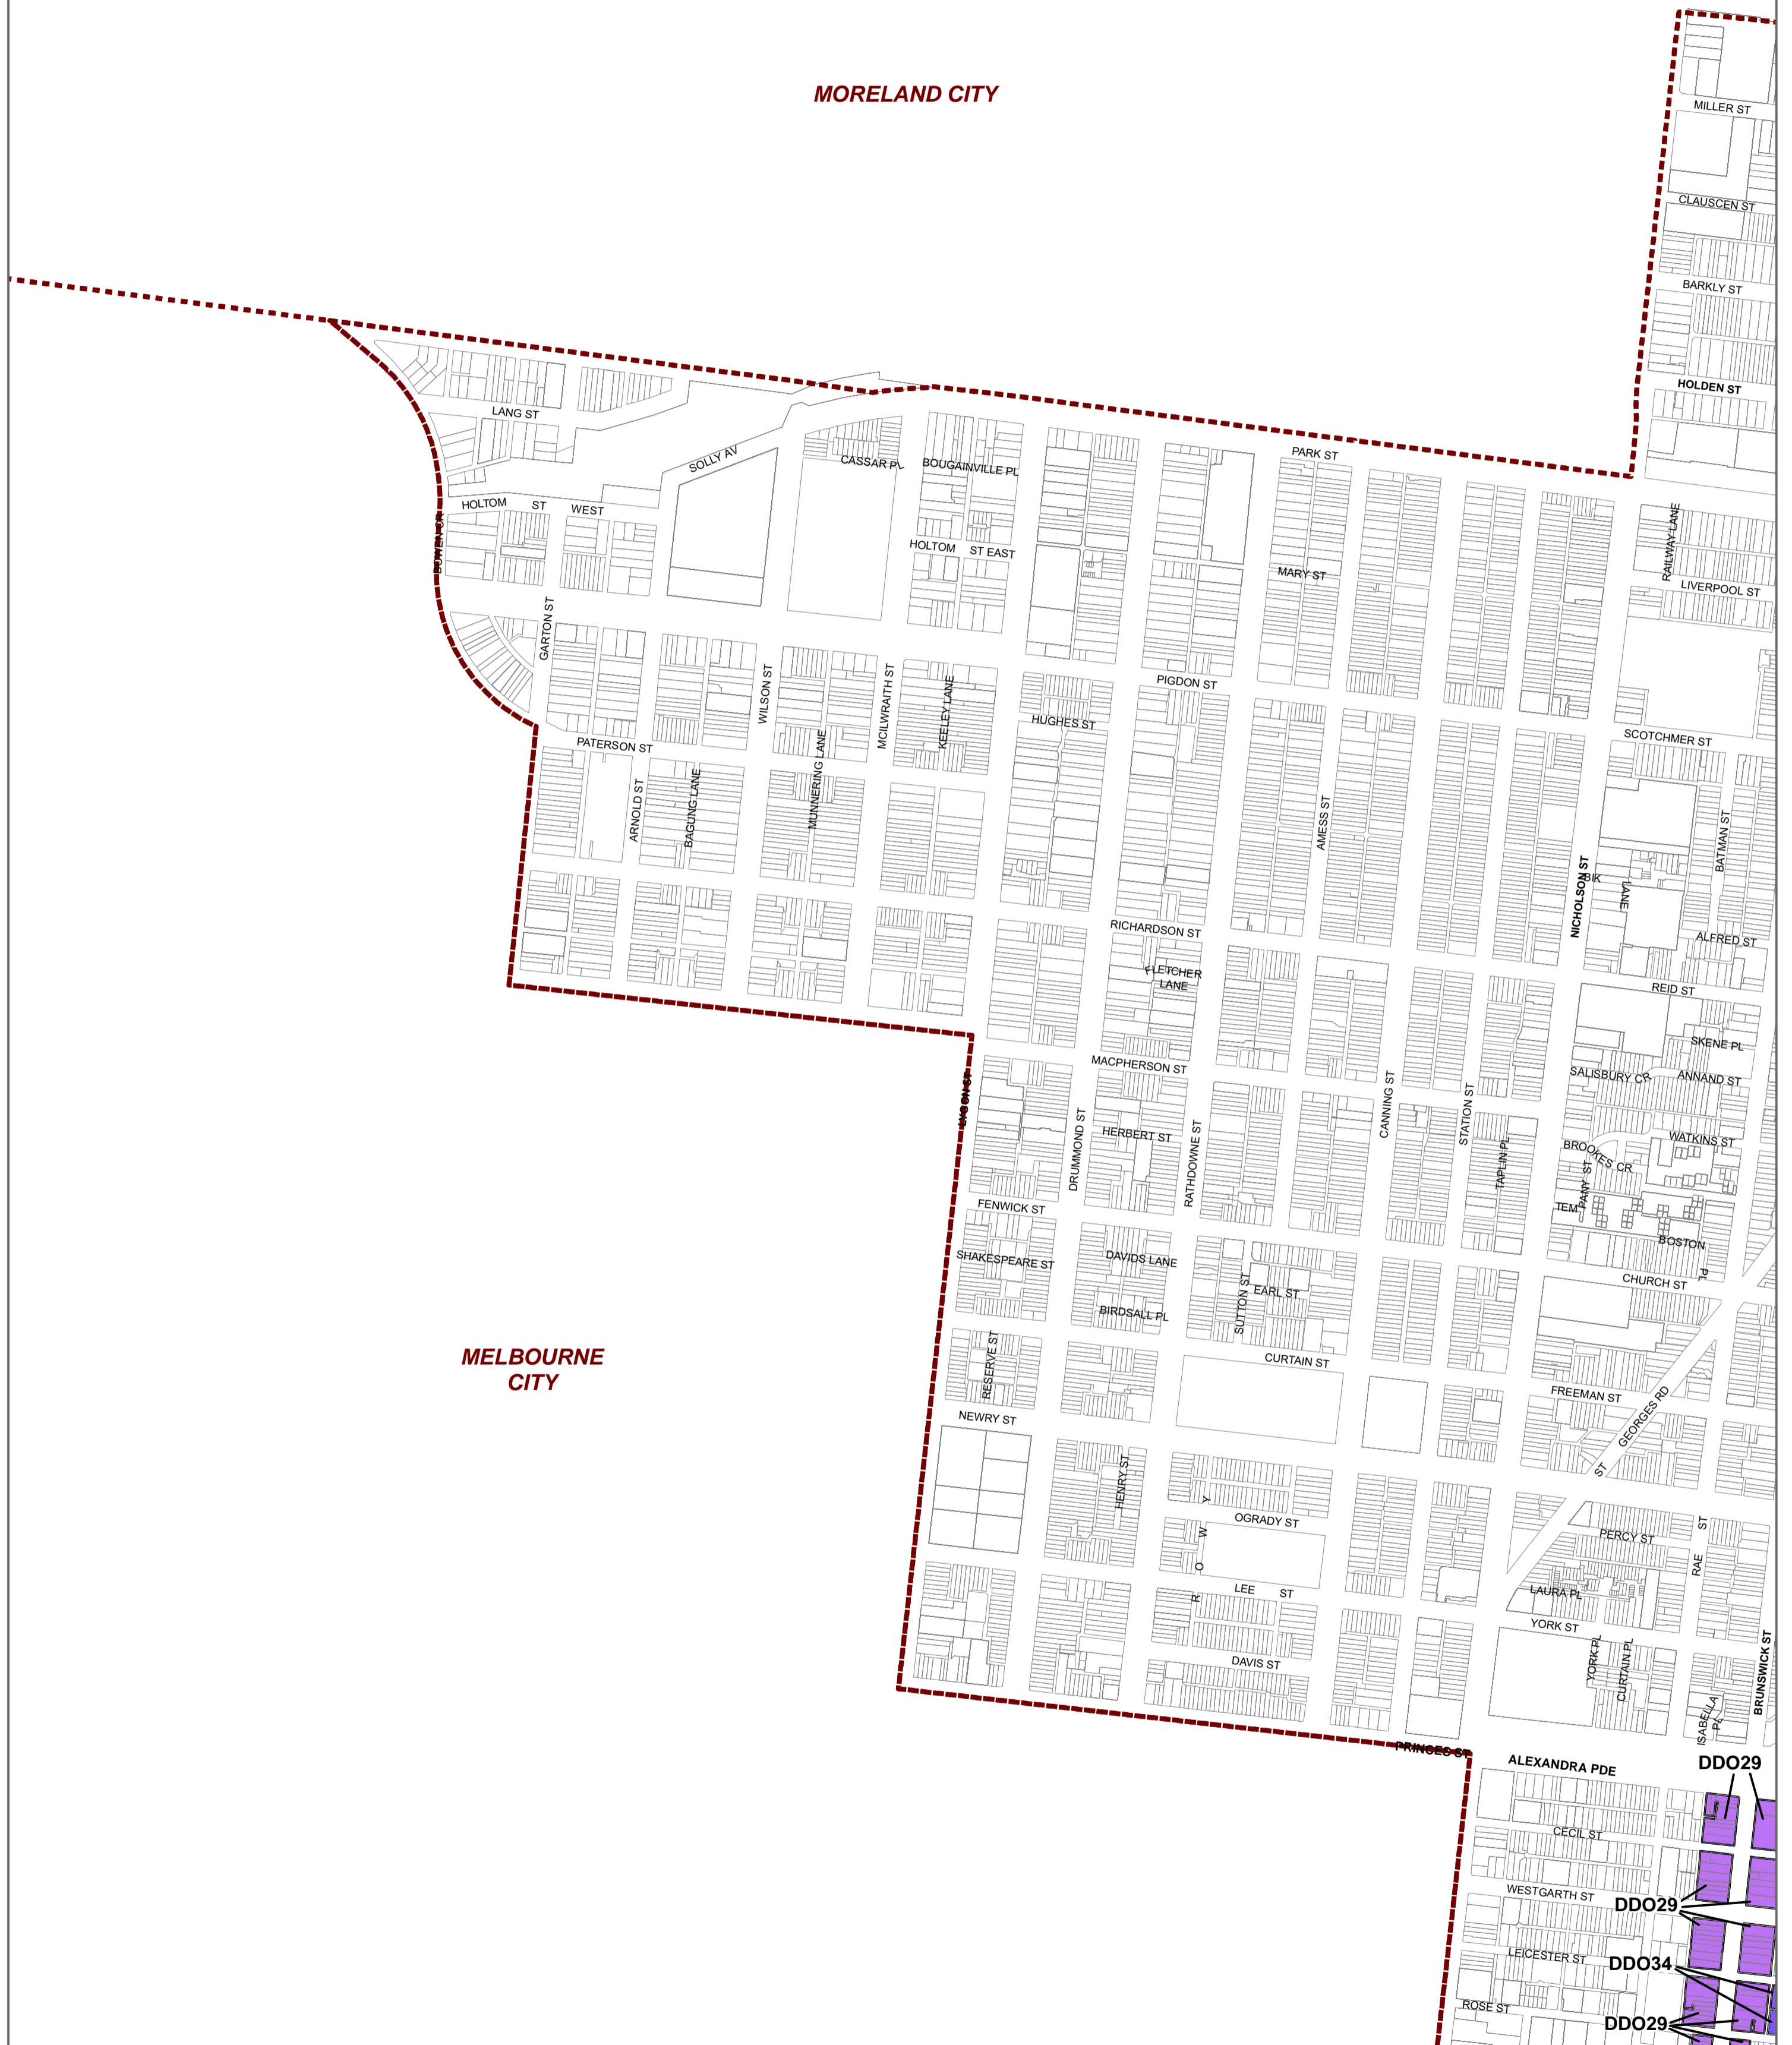 MORELAND CITY
MILLER ST
CLAUSCEN ST
BARKLY ST
HOLDEN ST
LANG ST
SOLLY AV
CASSAR PL
BOUGAINVILLE PL
PARK ST
HOLTOM ST WEST
BOWEN CR
HOLTOM ST EAST
MARY ST
RAILWAY LANE
LIVERPOOL ST
GARTON ST
WILSON ST
MCILWRAITH ST
KEELEY LANE
PIGDON ST
HUGHES ST
PATERSON ST
SCOTCHMER ST
ARNOLD ST
BAGUNG LANE
MUNNERING LANE
AMESS ST
BATMAN ST
NICHOLSON ST
BIK
LANE
RICHARDSON ST
ALFRED ST
FLETCHER
LANE
REID ST
SKENE PL
MACPHERSON ST
SALISBURY CR
ANNAND ST
LYGON ST
DRUMMOND ST
HERBERT ST
RATHDOWNE ST
CANNING ST
STATION ST
TAPLIN PL
WATKINS ST
BROOKES CR
TEM
PANY ST
FENWICK ST
BOSTON
PL
SHAKESPEARE ST
DAVIDS LANE
SUTTON ST
EARL ST
CHURCH ST
BIRDSALL PL
MELBOURNE
CITY
RESERVE ST
CURTAIN ST
FREEMAN ST
NEWRY ST
ST GEORGES RD
HENRY ST
R O W Y
OGRADY ST
PERCY ST
RAE ST
LEE ST
LAURA PL
YORK ST
DAVIS ST
YORK PL
CURTAIN PL
ISABELLA
PL
BRUNSWICK ST
PRINCES ST
ALEXANDRA PDE
DDO29
CECIL ST
WESTGARTH ST
DDO29
LEICESTER ST
DDO34
ROSE ST
DDO29